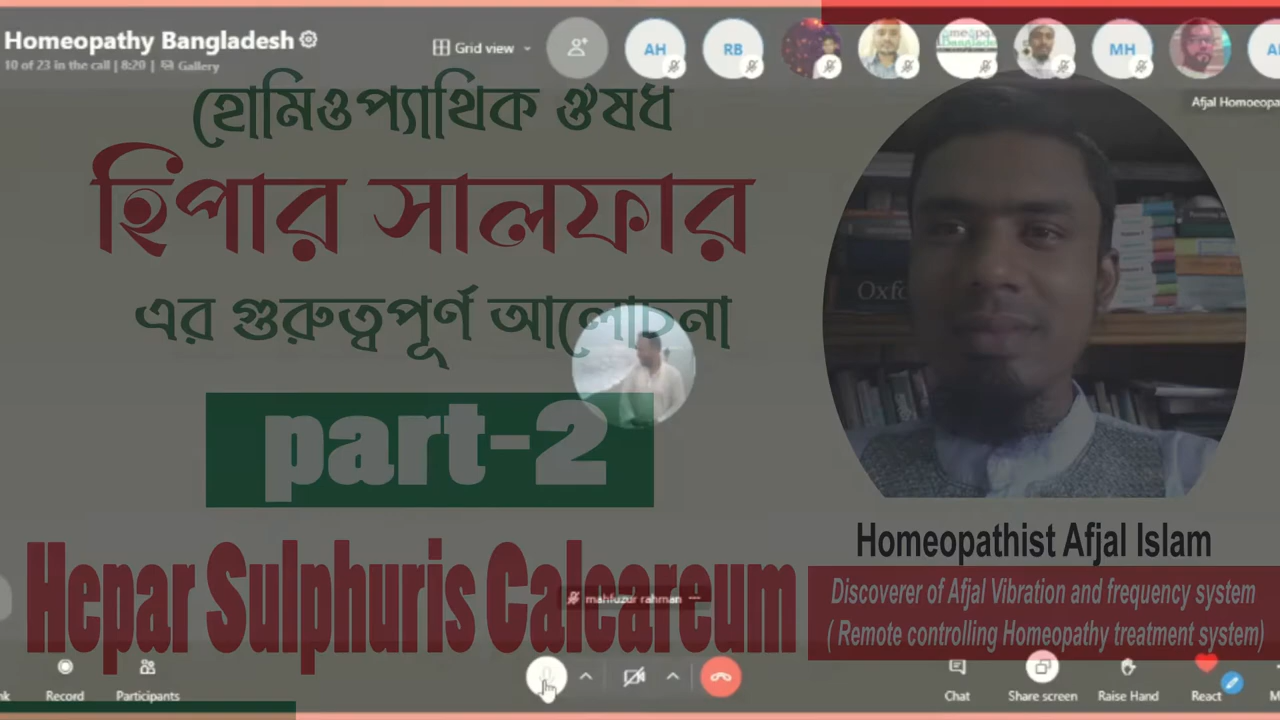 Homeopathy Bangladesh
10 of 23 in the call | 8:20 | Gallery
Grid view
AH
RB
MH
Afjal Homoeopa
হোমিওপ্যাথিক ঔষধ
হিপার সালফার
এর গুরুত্বপূর্ণ আলোচনা
Oxfo
part-2
Homeopathist Afjal Islam
Hepar Sulphuris Calcareum
mahfuzur rahman
Discoverer of Afjal Vibration and frequency system
( Remote controlling Homeopathy treatment system)
Record
Participants
Chat
Share screen
Raise Hand
React